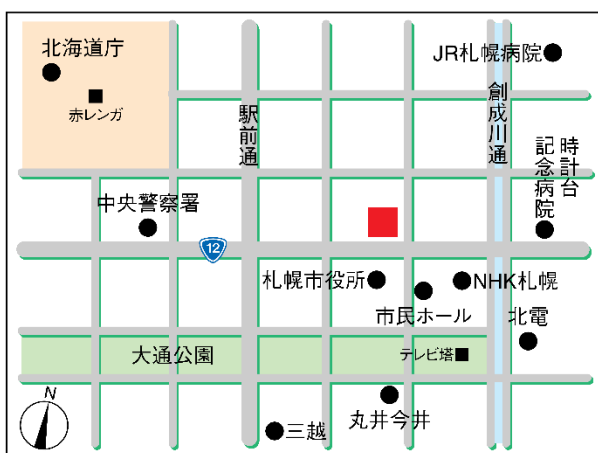 北海道庁
JR札幌病院
赤レンガ
駅前通
創成川通
時計台
記念病院
中央警察署
12
札幌市役所
NHK札幌
市民ホール
北電
大通公園
テレビ塔
丸井今井
三越
N